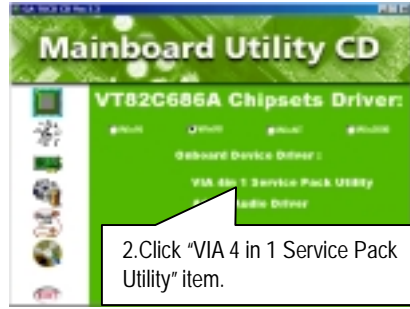 Mainboard Utility CD
VT82C686A Chipsets Driver:
Onboard Device Driver :
VIA 4in 1 Service Pack Utility
Audio Driver
2.Click “VIA 4 in 1 Service Pack
Utility” item.
EXIT